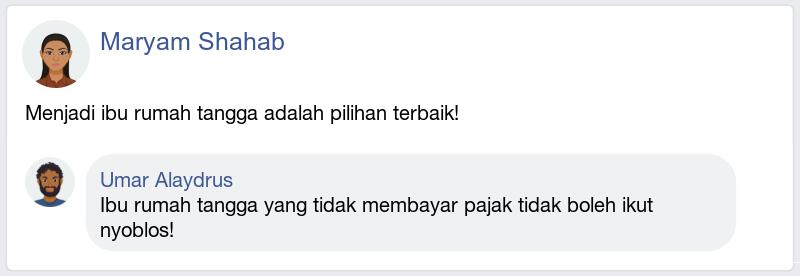 Maryam Shahab
Menjadi ibu rumah tangga adalah pilihan terbaik!
Umar Alaydrus
Ibu rumah tangga yang tidak membayar pajak tidak boleh ikut
nyoblos!